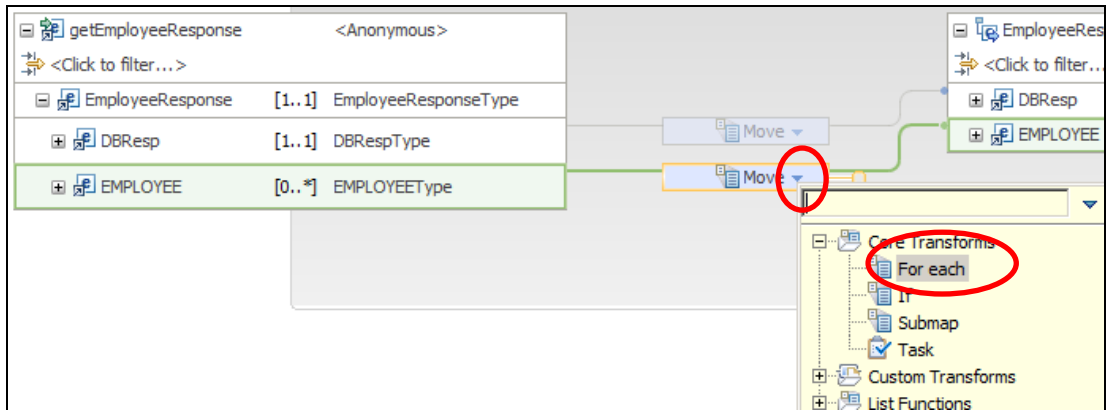 getEmployeeResponse <Anonymous>
<Click to filter...>
EmployeeResponse [1..1] EmployeeResponseType
DBResp [1..1] DBRespType
EMPLOYEE [0..*] EMPLOYEEType
Move
Move
EmployeeRes
<Click to filter...
DBResp
EMPLOYEE
Core Transforms
For each
If
Submap
Task
Custom Transforms
List Functions